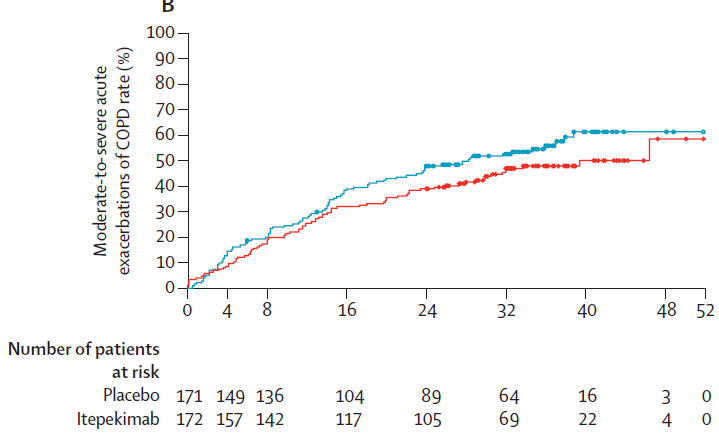 B
100
90
80
70
60
50
40
30
20
10
0
Moderate-to-severe acute
exacerbations of COPD rate (%)
0 4 8 16 24 32 40 48 52
Number of patients
at risk
Placebo 171 149 136 104 89 64 16 3 0
Itepekimab 172 157 142 117 105 69 22 4 0